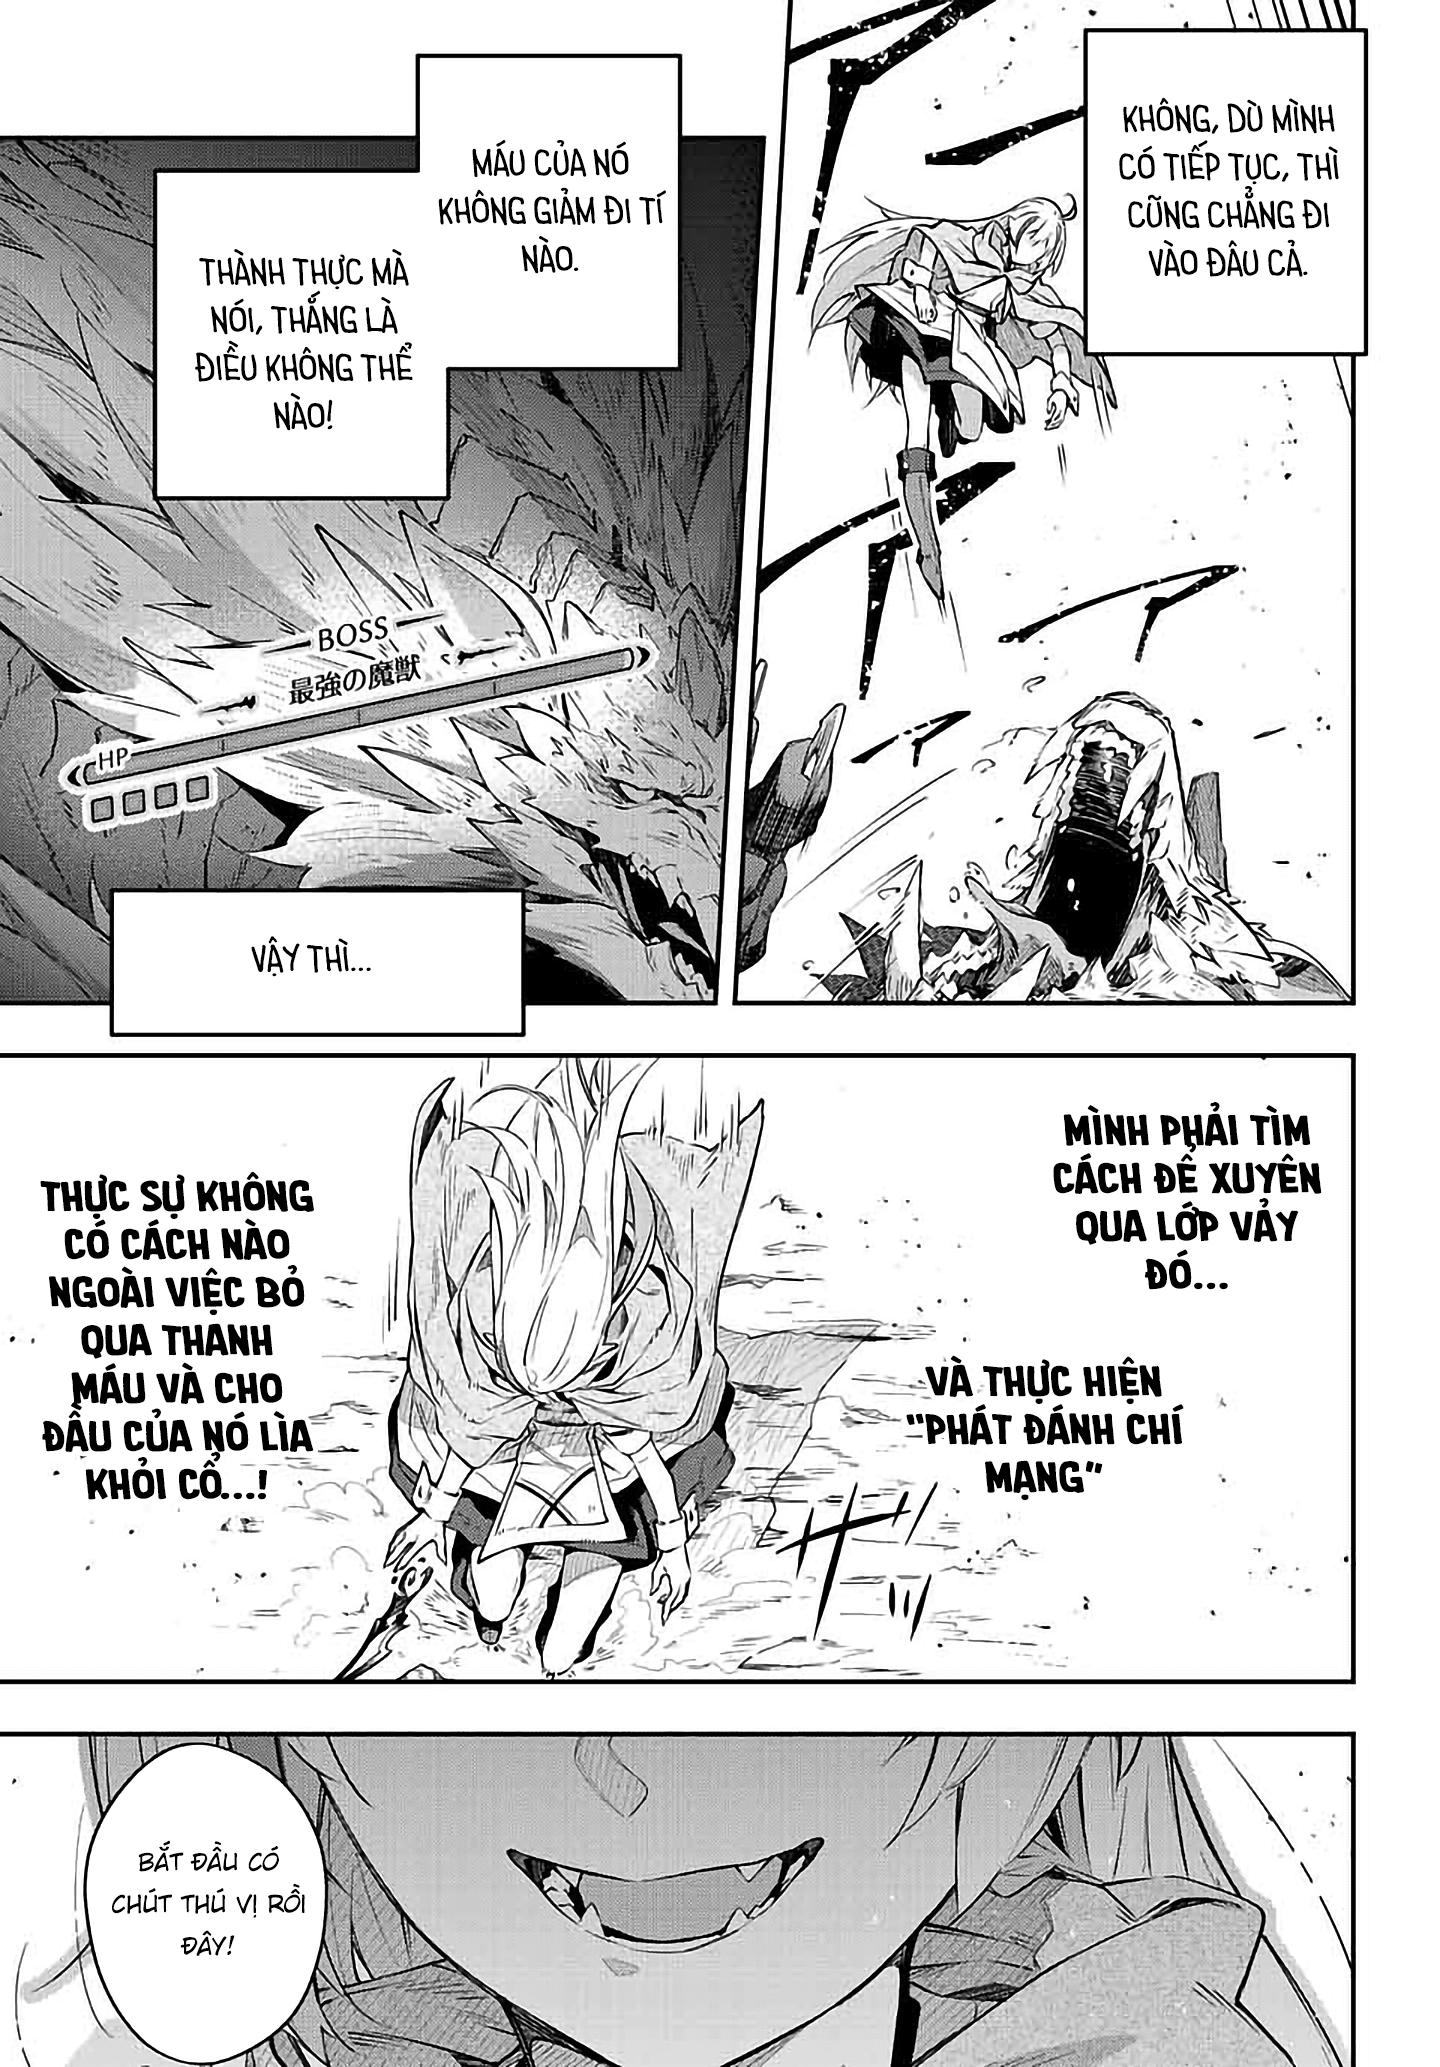 KHÔNG, DÙ MÌNH
CÓ TIẾP TỤC, THÌ
CŨNG CHẲNG ĐI
VÀO ĐÂU CẢ.
MÁU CỦA NÓ
KHÔNG GIẢM ĐI TÍ
NÀO.
THÀNH THỰC MÀ
NÓI, THẮNG LÀ
ĐIỀU KHÔNG THỂ
NÀO!
BOSS
最強の魔獣
HP
VẬY THÌ...
MÌNH PHẢI TÌM
CÁCH ĐỂ XUYÊN
QUA LỚP VẢY
ĐÓ...
VÀ THỰC HIỆN
"PHÁT ĐÁNH CHÍ
MẠNG"
THỰC SỰ KHÔNG
CÓ CÁCH NÀO
NGOÀI VIỆC BỎ
QUA THANH
MÁU VÀ CHO
ĐẦU CỦA NÓ LÌA
KHỎI CỔ...!
BẮT ĐẦU CÓ
CHÚT THÚ VỊ RỒI
ĐÂY!